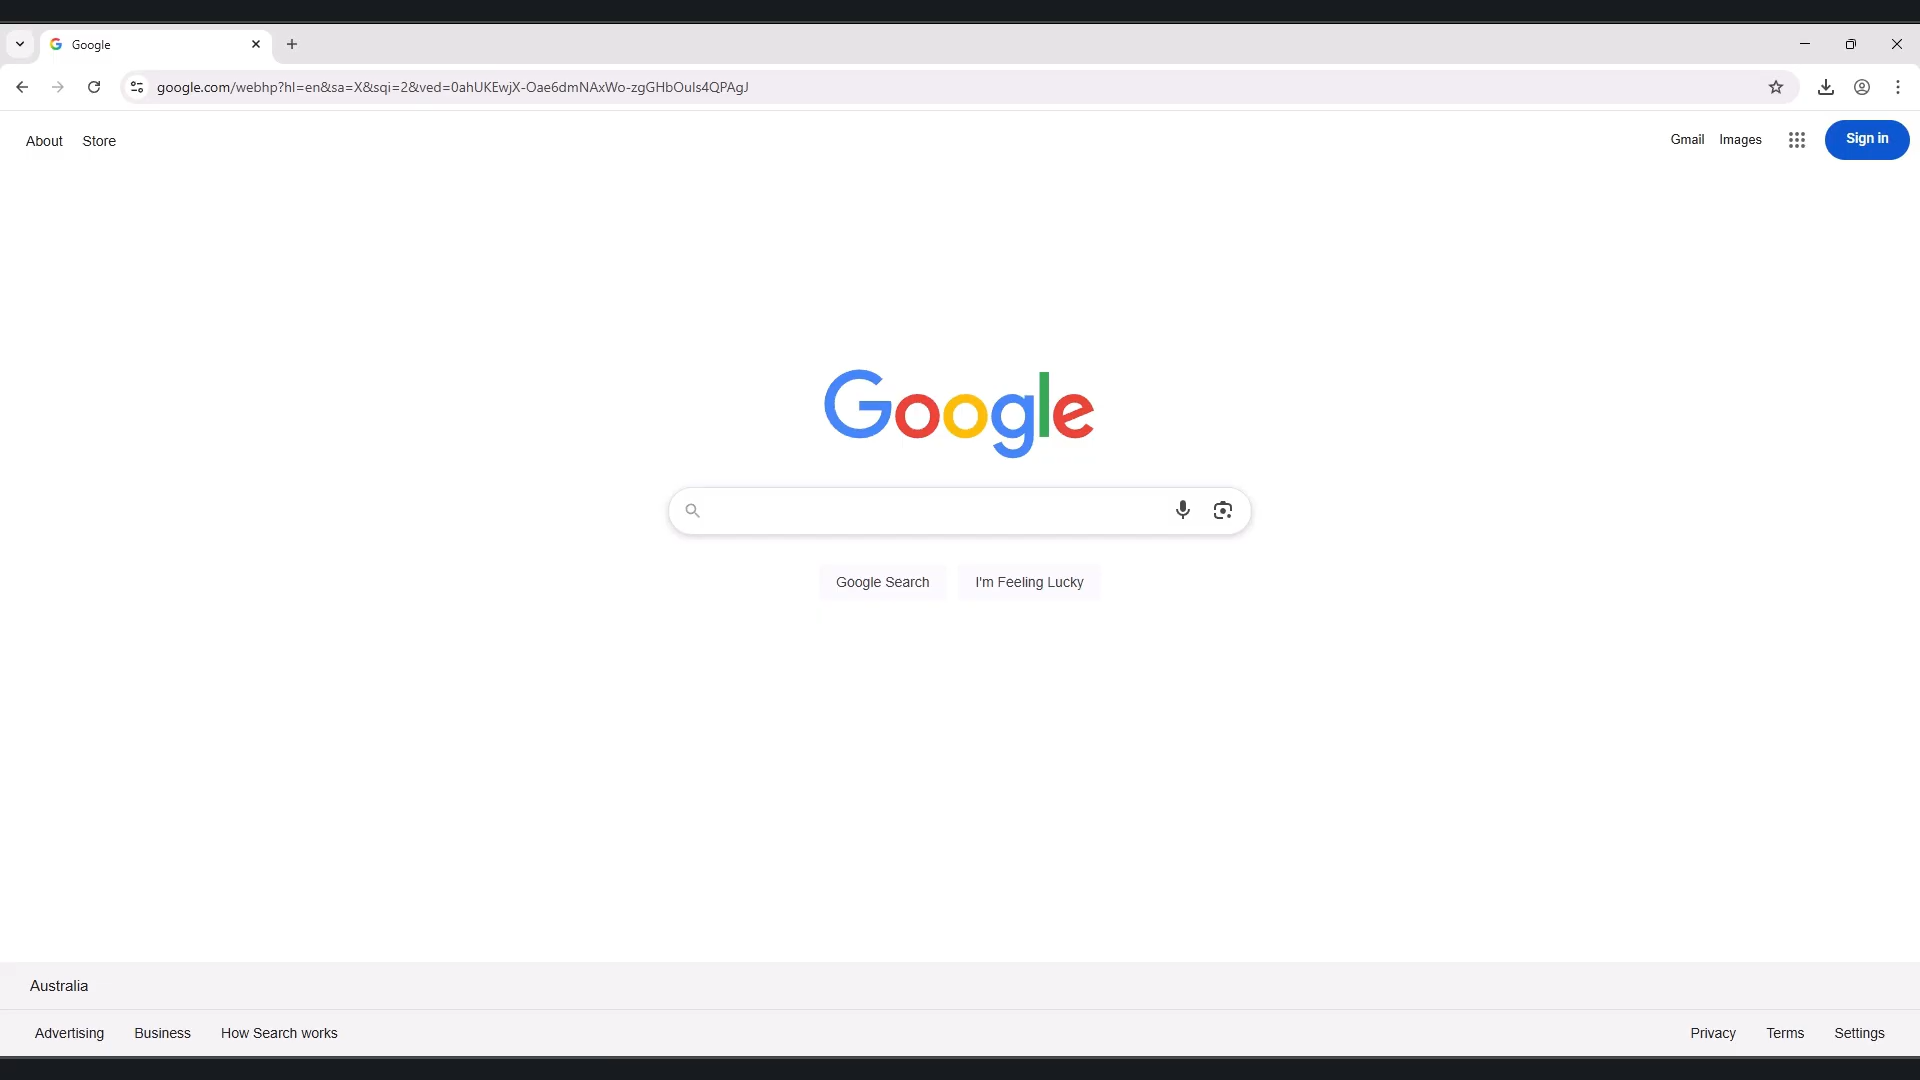 Google
google.com/webhp?hl=en&sa=X&sqi=2&ved=0ahUKEwjX-Oae6dmNAxWo-zgGHbOuIs4QPAgJ
About Store
Gmail Images Sign in
Google
Google Search I'm Feeling Lucky
Australia
Advertising Business How Search works
Privacy Terms Settings